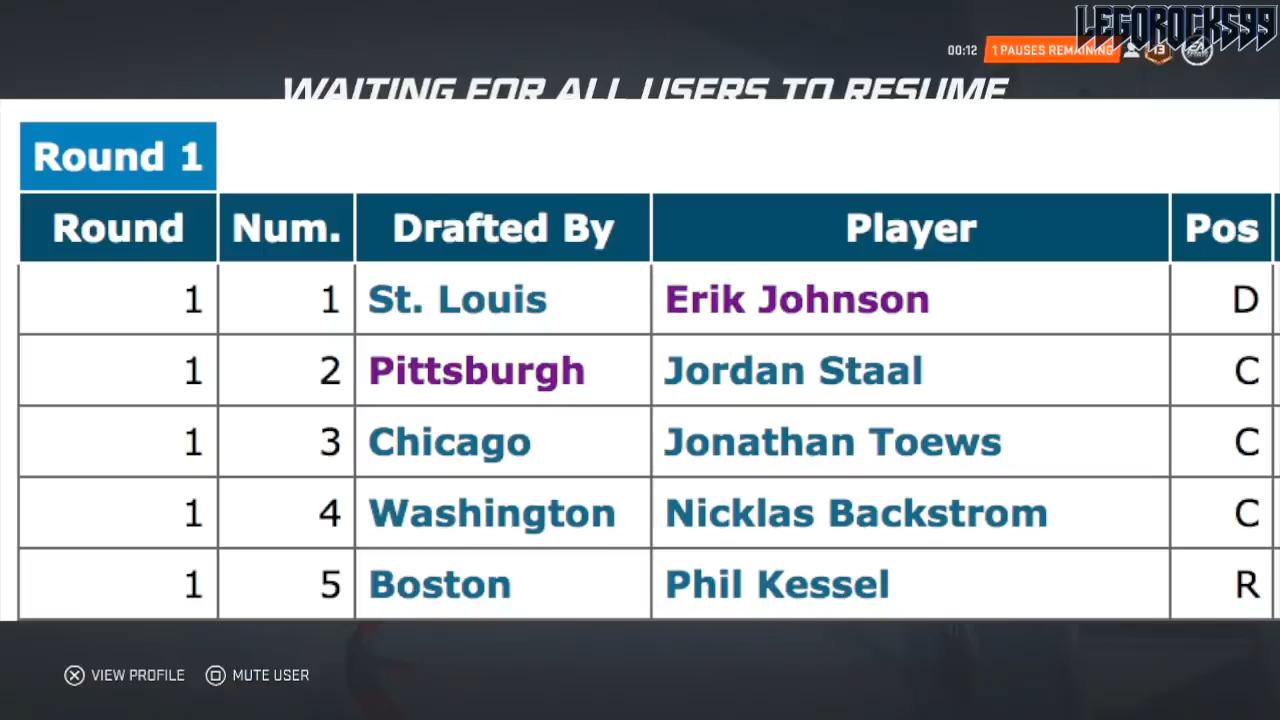 LEGOROCKS99
00:12 1 PAUSES REMAINING 13
WAITING FOR ALL USERS TO RESUME
Round 1
Round Num. Drafted By Player Pos
1 1 St. Louis Erik Johnson D
1 2 Pittsburgh Jordan Staal C
1 3 Chicago Jonathan Toews C
1 4 Washington Nicklas Backstrom C
1 5 Boston Phil Kessel R
VIEW PROFILE MUTE USER